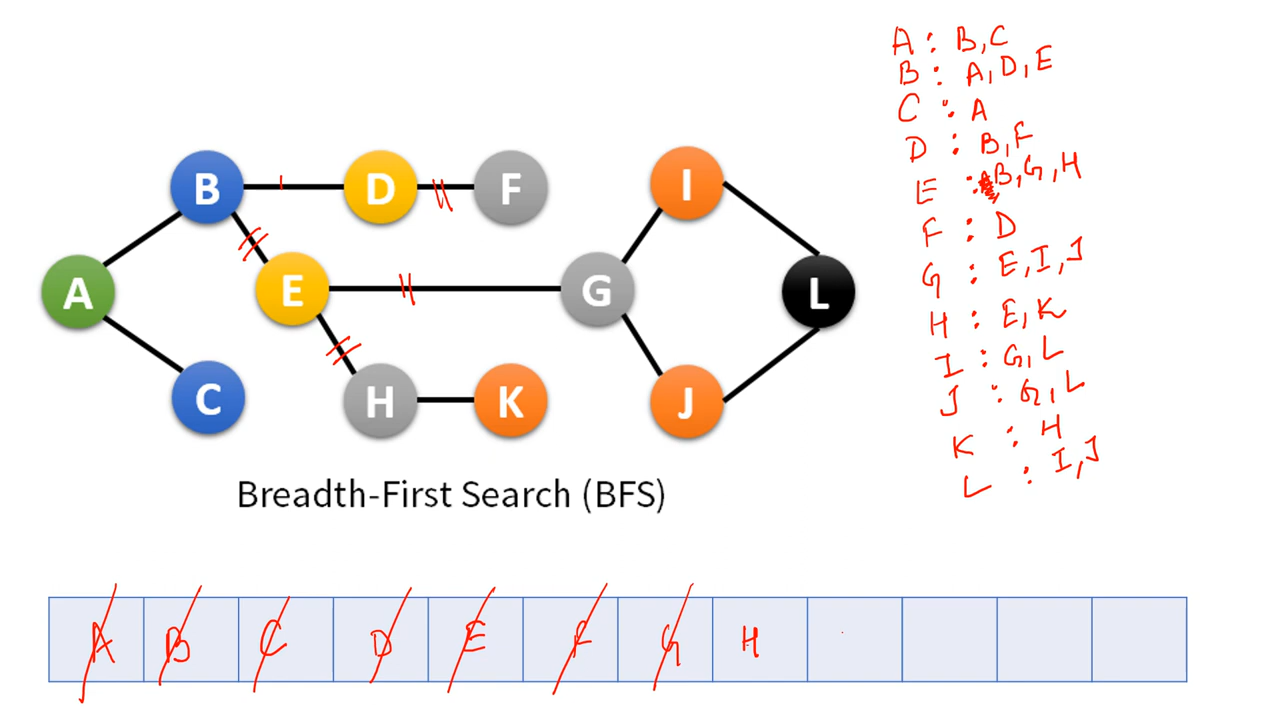 A : B, C
B : A, D, E
C : A
D : B, F
E : B, G, H
F : D
G : E, I, J
H : E, K
I : G, L
J : G, L
K : H
L : I, J
B D F I
A E G L
C H K J
Breadth-First Search (BFS)
A B C D E F G H